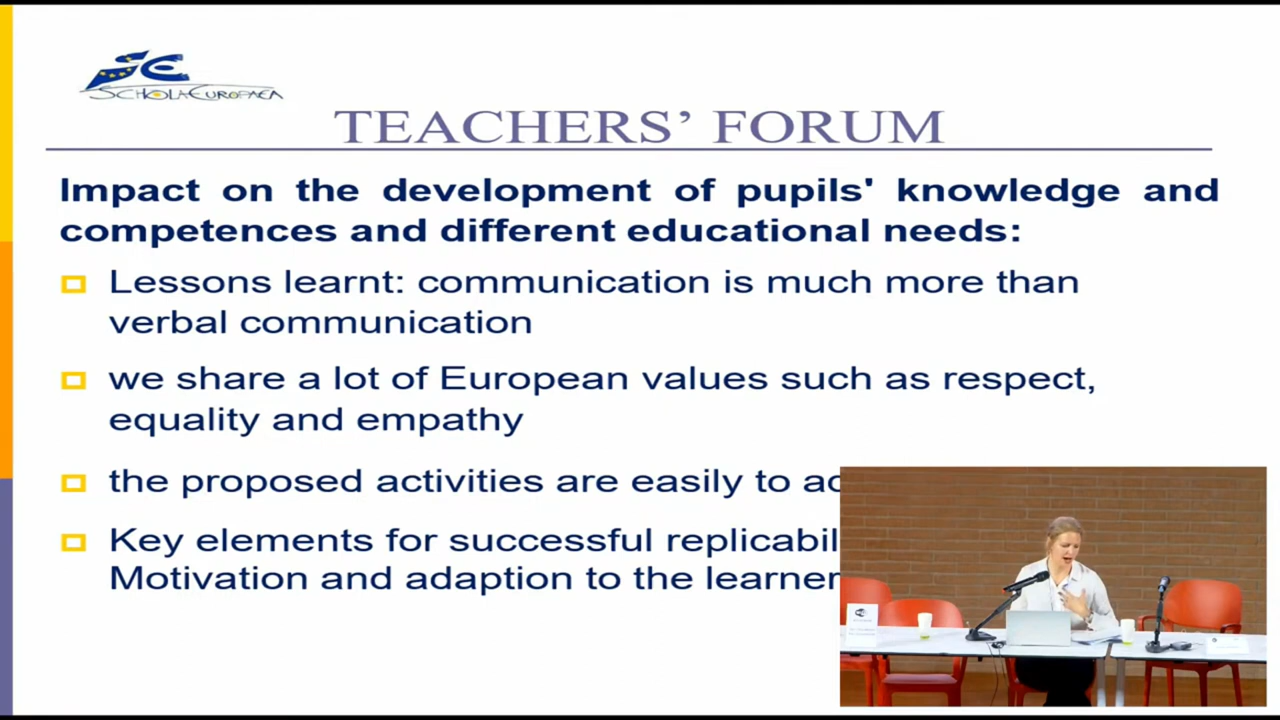 SE
SCHOLA EUROPAEA
TEACHERS’ FORUM
Impact on the development of pupils' knowledge and
competences and different educational needs:
Lessons learnt: communication is much more than
verbal communication
we share a lot of European values such as respect,
equality and empathy
the proposed activities are easily to
Key elements for successful
Motivation and adaption to the